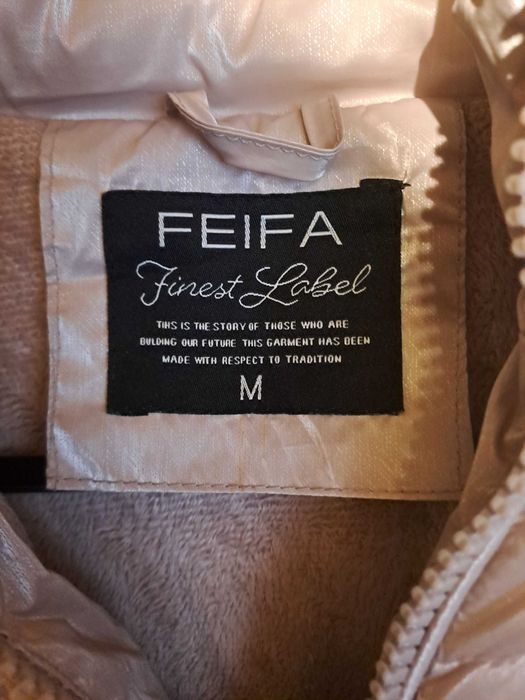 FEIFA
Finest Label
THIS IS THE STORY OF THOSE WHO ARE
BULDING OUR FUTURE THIS GARMENT HAS BEEN
MADE WITH RESPECT TO TRADITION
M